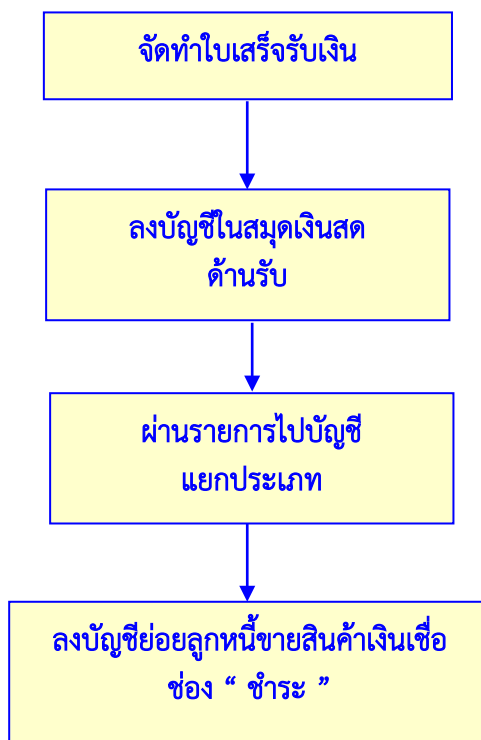 จัดทำใบเสร็จรับเงิน
ลงบัญชีในสมุดเงินสด
ด้านรับ
ผ่านรายการไปบัญชี
แยกประเภท
ลงบัญชีย่อยลูกหนี้ขายสินค้าเงินเชื่อ
ช่อง “ ชำระ ”